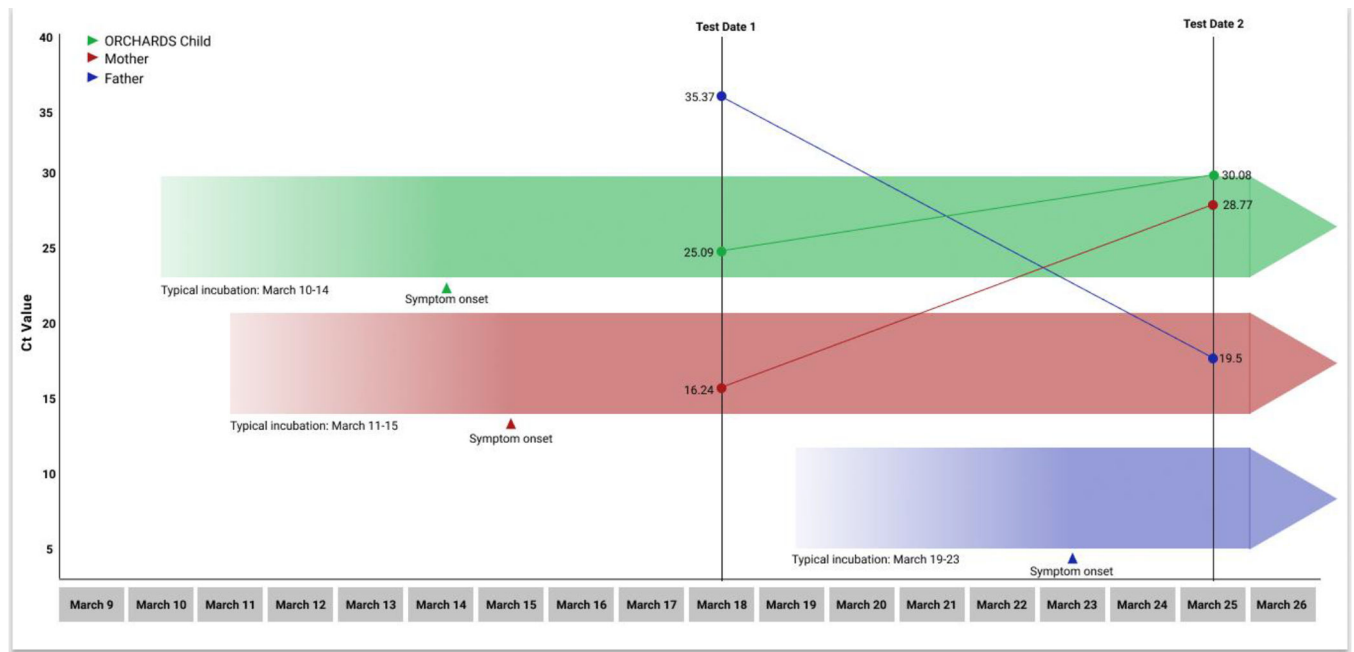 Test Date 1
Test Date 2
40
ORCHARDS Child
Mother
Father
35
35.37
30
30.08
28.77
25
25.09
Typical incubation: March 10-14
Symptom onset
Ct Value
20
19.5
16.24
15
Typical incubation: March 11-15
Symptom onset
10
5
Typical incubation: March 19-23
Symptom onset
March 9 March 10 March 11 March 12 March 13 March 14 March 15 March 16 March 17 March 18 March 19 March 20 March 21 March 22 March 23 March 24 March 25 March 26